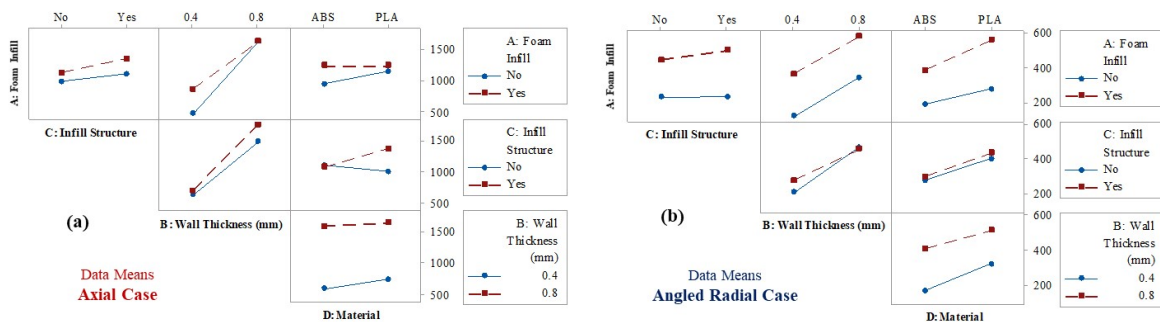 No Yes 0.4 0.8 ABS PLA
A: Foam Infill
1500
1000
500
A: Foam
Infill
No
Yes
C: Infill Structure
1500
1000
500
C: Infill
Structure
No
Yes
(a)
B: Wall Thickness (mm)
1500
1000
500
B: Wall
Thickness
(mm)
0.4
0.8
Data Means
Axial Case
D: Material
No Yes 0.4 0.8 ABS PLA
A: Foam Infill
600
400
200
A: Foam
Infill
No
Yes
C: Infill Structure
600
400
200
C: Infill
Structure
No
Yes
(b)
B: Wall Thickness (mm)
600
400
200
B: Wall
Thickness
(mm)
0.4
0.8
Data Means
Angled Radial Case
D: Material